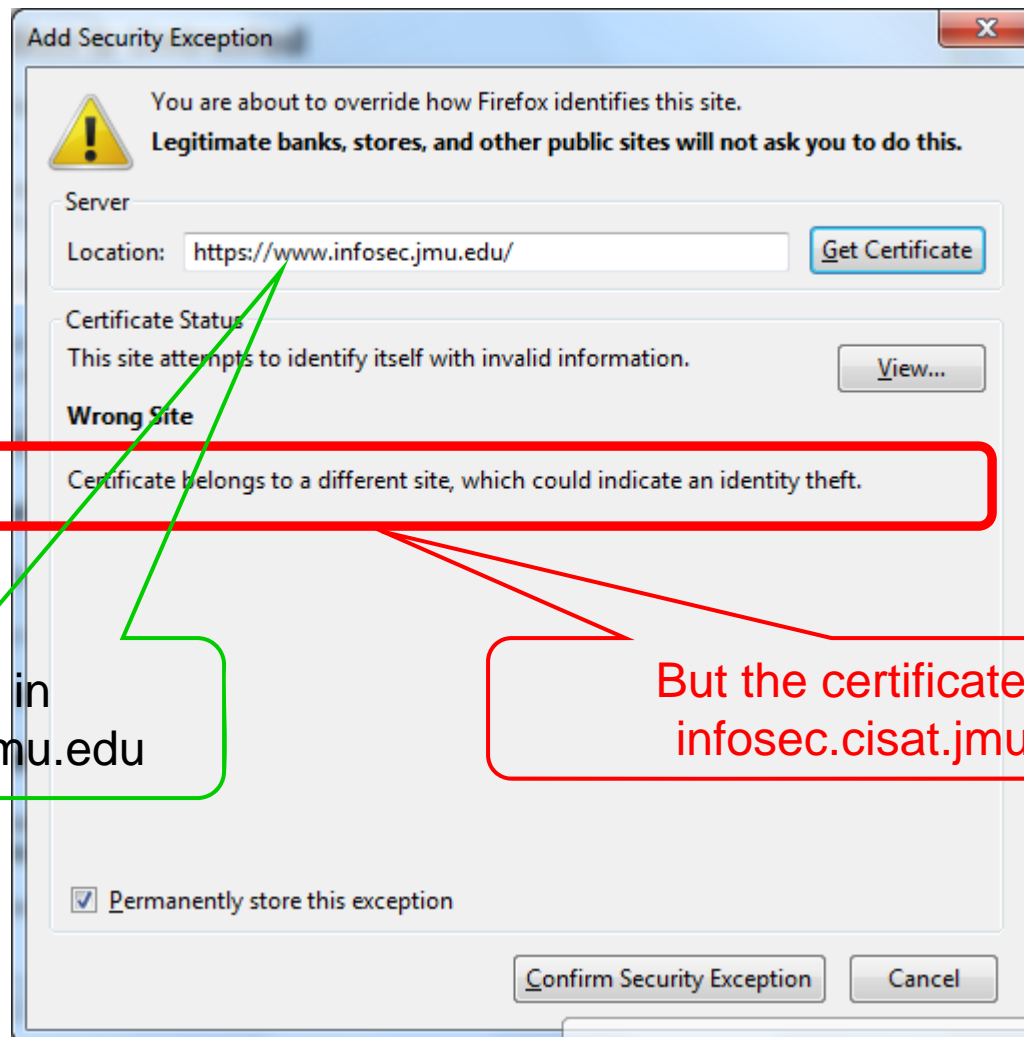 Add Security Exception
You are about to override how Firefox identifies this site.
Legitimate banks, stores, and other public sites will not ask you to do this.
Server
Location: https://www.infosec.jmu.edu/ Get Certificate
Certificate Status
This site attempts to identify itself with invalid information. View...
Wrong Site
Certificate belongs to a different site, which could indicate an identity theft.
in
mu.edu
But the certificate
infosec.cisat.jmu
Permanently store this exception
Confirm Security Exception Cancel